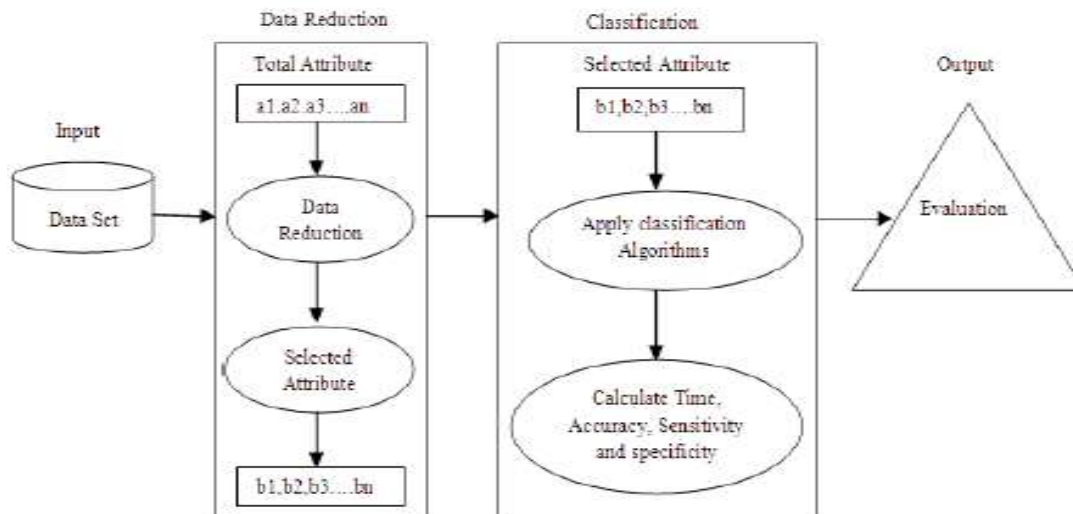 Data Reduction
Classification
Total Attribute
Selected Attribute
Output
a1,a2.a3....an
b1,b2,b3....bn
Input
Data Set
Data
Reduction
Apply classification
Algorithms
Evaluation
Selected
Attribute
Calculate Time,
Accuracy, Sensitivity
and specificity
b1,b2,b3....bn